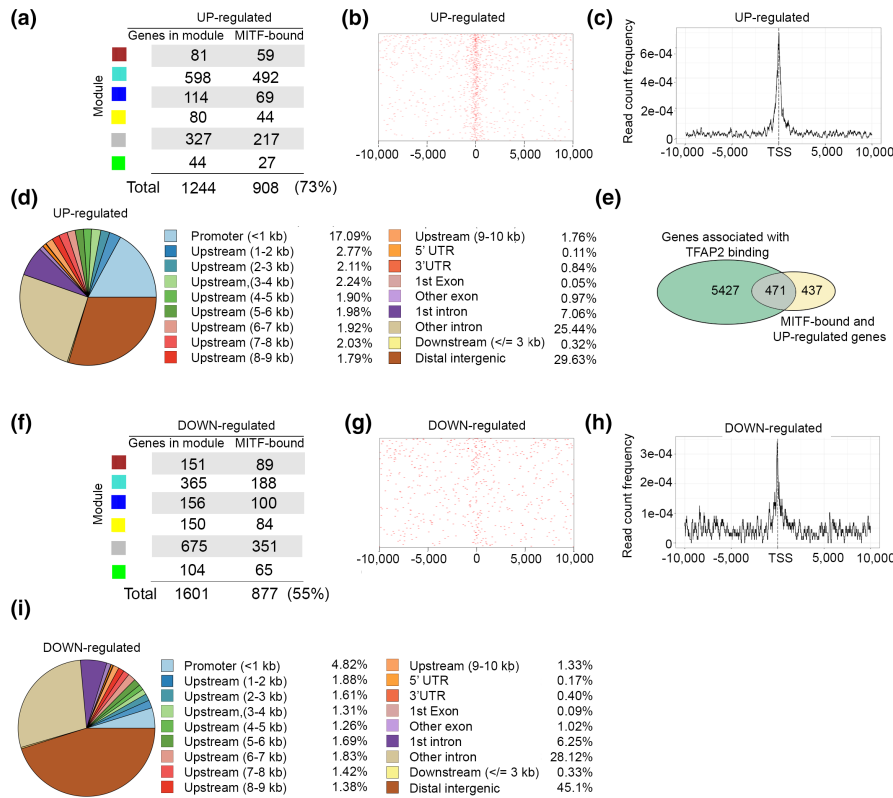 (a)
UP-regulated
Genes in module MITF-bound
Module
81 59
598 492
114 69
80 44
327 217
44 27
Total 1244 908 (73%)
(b)
UP-regulated
-10,000 -5,000 0 5,000 10,000
(c)
UP-regulated
Read count frequency
6e-04
4e-04
2e-04
0
-10,000 -5,000 TSS 5,000 10,000
(d)
UP-regulated
Promoter (<1 kb) 17.09%
Upstream (1-2 kb) 2.77%
Upstream (2-3 kb) 2.11%
Upstream,(3-4 kb) 2.24%
Upstream (4-5 kb) 1.90%
Upstream (5-6 kb) 1.98%
Upstream (6-7 kb) 1.92%
Upstream (7-8 kb) 2.03%
Upstream (8-9 kb) 1.79%
Upstream (9-10 kb) 1.76%
5' UTR 0.11%
3'UTR 0.84%
1st Exon 0.05%
Other exon 0.97%
1st intron 7.06%
Other intron 25.44%
Downstream (</= 3 kb) 0.32%
Distal intergenic 29.63%
(e)
Genes associated with
TFAP2 binding
5427 471 437
MITF-bound and
UP-regulated genes
(f)
DOWN-regulated
Genes in module MITF-bound
Module
151 89
365 188
156 100
150 84
675 351
104 65
Total 1601 877 (55%)
(g)
DOWN-regulated
-10,000 -5,000 0 5,000 10,000
(h)
DOWN-regulated
Read count frequency
3e-04
2e-04
1e-04
0
-10,000 -5,000 TSS 5,000 10,000
(i)
DOWN-regulated
Promoter (<1 kb) 4.82%
Upstream (1-2 kb) 1.88%
Upstream (2-3 kb) 1.61%
Upstream,(3-4 kb) 1.31%
Upstream (4-5 kb) 1.26%
Upstream (5-6 kb) 1.69%
Upstream (6-7 kb) 1.83%
Upstream (7-8 kb) 1.42%
Upstream (8-9 kb) 1.38%
Upstream (9-10 kb) 1.33%
5' UTR 0.17%
3'UTR 0.40%
1st Exon 0.09%
Other exon 1.02%
1st intron 6.25%
Other intron 28.12%
Downstream (</= 3 kb) 0.33%
Distal intergenic 45.1%